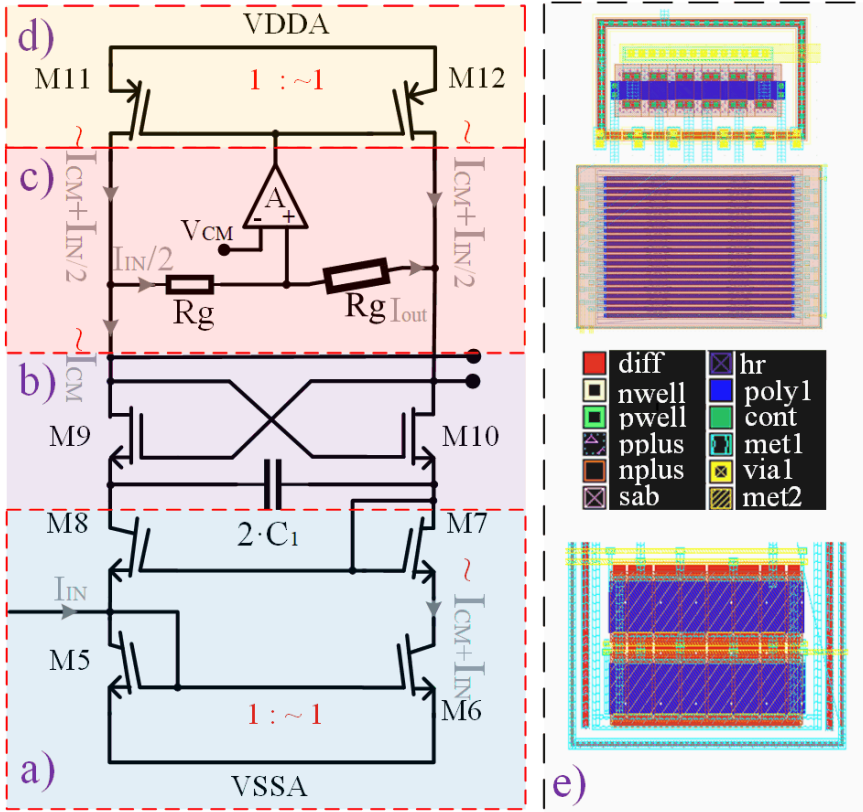 d)
VDDA
M11
1 : ~1
M12
c)
~ICM+IIN/2
~ICM+IIN/2
A
- +
VCM
IIN/2
Rg
Rg
Iout
~ICM
b)
M9
M10
M8
2·C1
M7
IIN
~ICM+IIN
M5
1 : ~ 1
M6
a)
VSSA
diff
hr
nwell
poly1
pwell
cont
pplus
met1
nplus
via1
sab
met2
e)